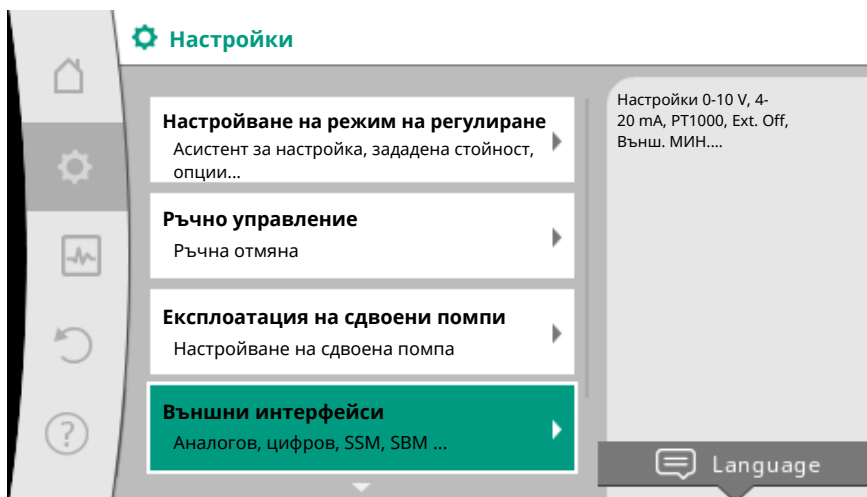 Настройки
Настройване на режим на регулиране
Асистент за настройка, зададена стойност,
опции...
Ръчно управление
Ръчна отмяна
Експлоатация на сдвоени помпи
Настройване на сдвоена помпа
Външни интерфейси
Аналогов, цифров, SSM, SBM ...
Настройки 0-10 V, 4-
20 mA, PT1000, Ext. Off,
Външ. МИН....
Language